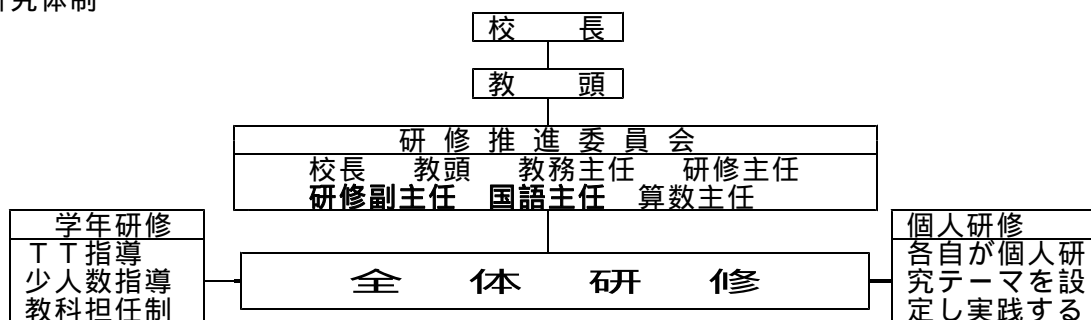 研究体制
校長
教頭
研修推進委員会
校長 教頭 教務主任 研修主任
研修副主任 国語主任 算数主任
学年研修
ＴＴ指導
少人数指導
教科担任制
全体研修
個人研修
各自が個人研
究テーマを設
定し実践する